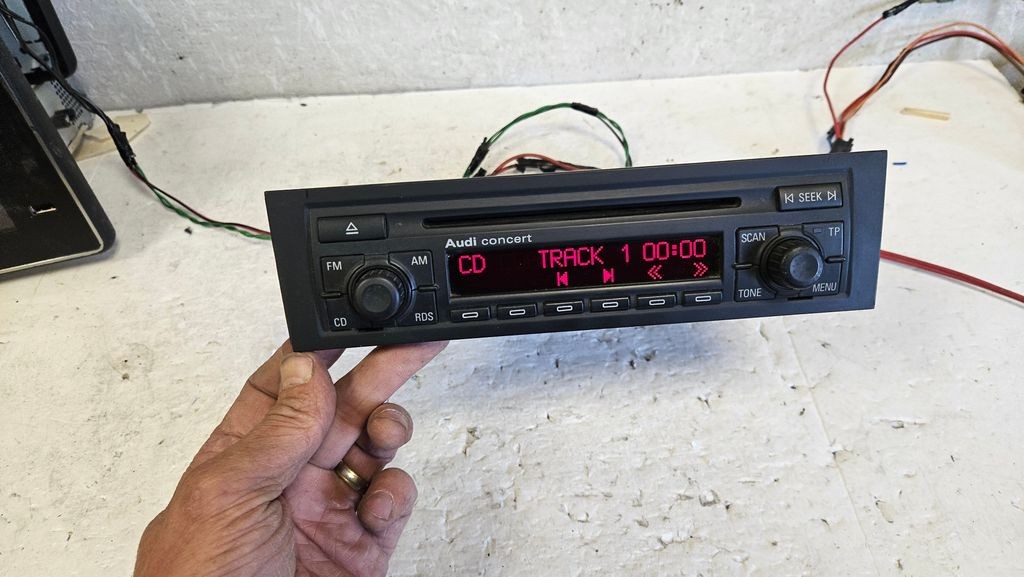 SEEK
Audi concert
SCAN
TP
FM
AM
CD TRACK 1 00:00
CD
RDS
TONE
MENU